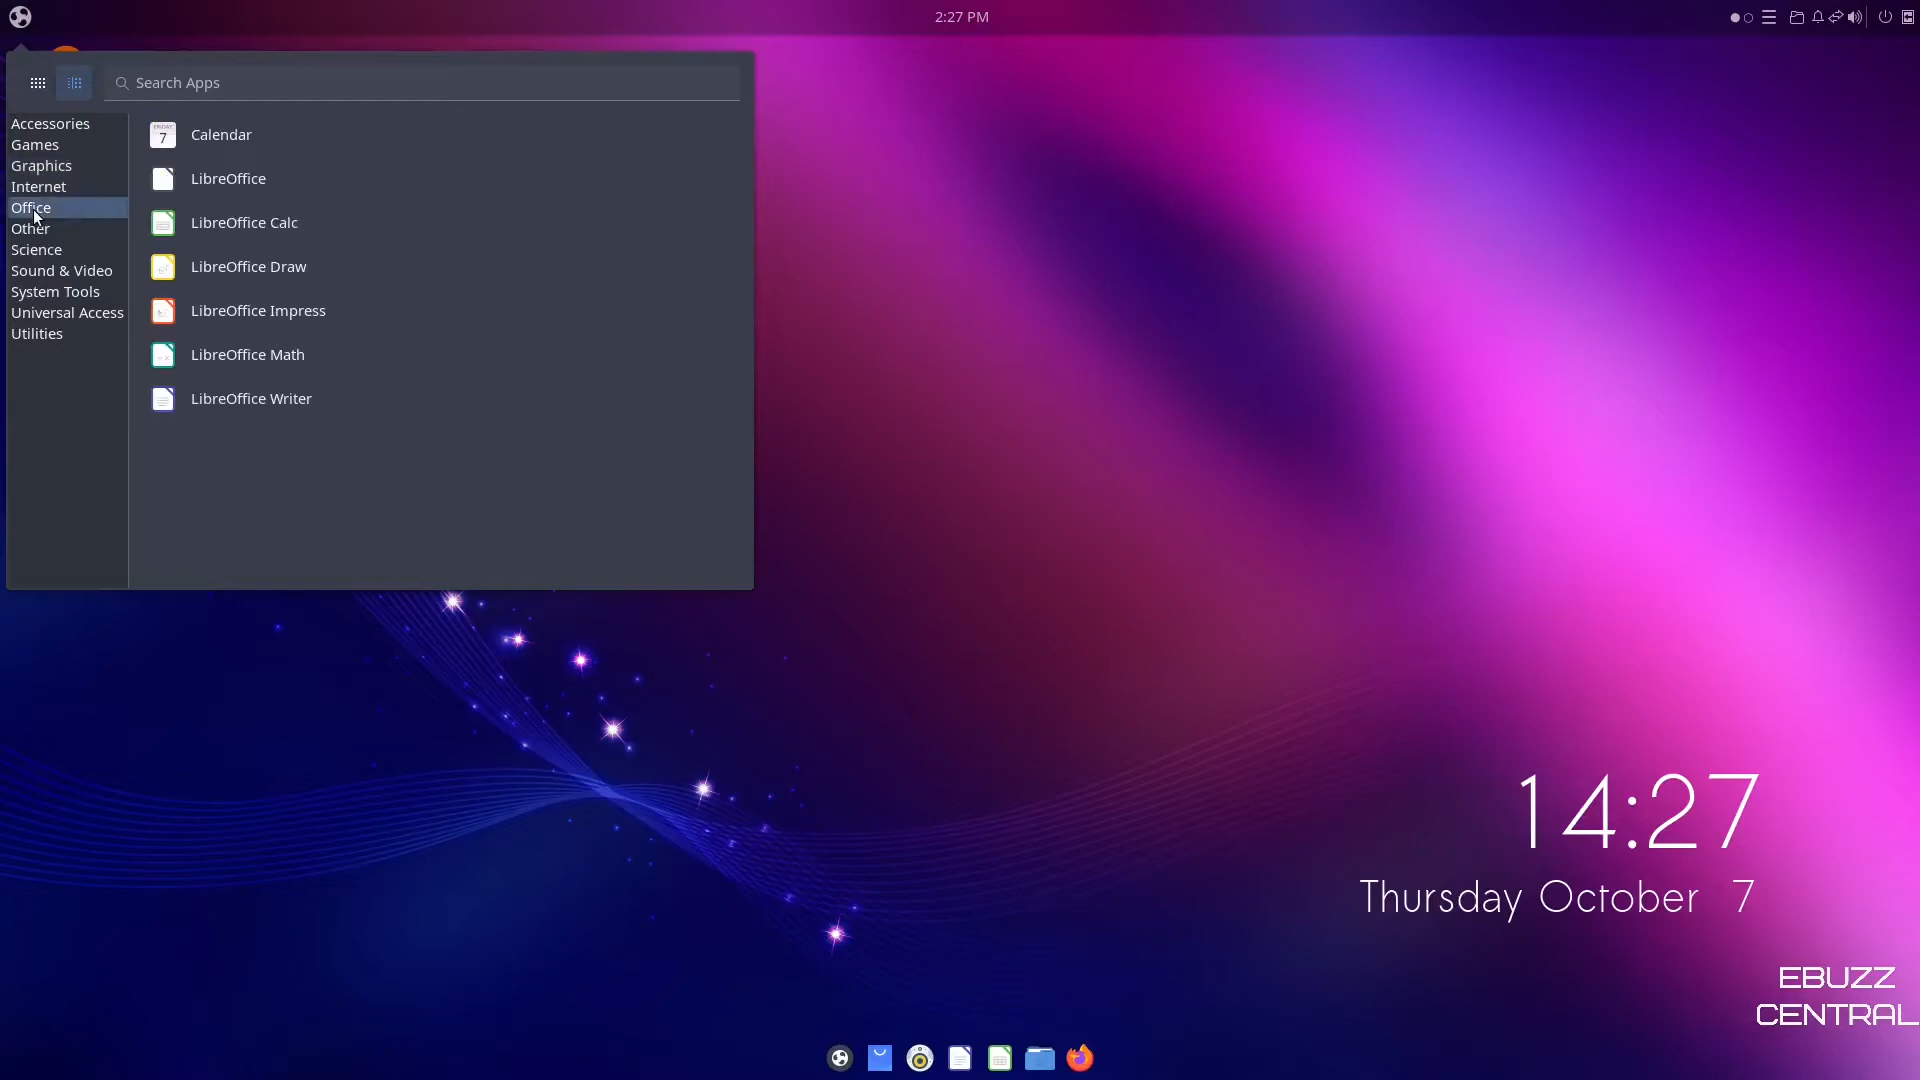 2:27 PM
Search Apps
Accessories
Games
Graphics
Internet
Office
Other
Science
Sound & Video
System Tools
Universal Access
Utilities
FRIDAY
7
Calendar
LibreOffice
LibreOffice Calc
LibreOffice Draw
LibreOffice Impress
LibreOffice Math
LibreOffice Writer
14:27
Thursday October 7
EBUZZ
CENTRAL